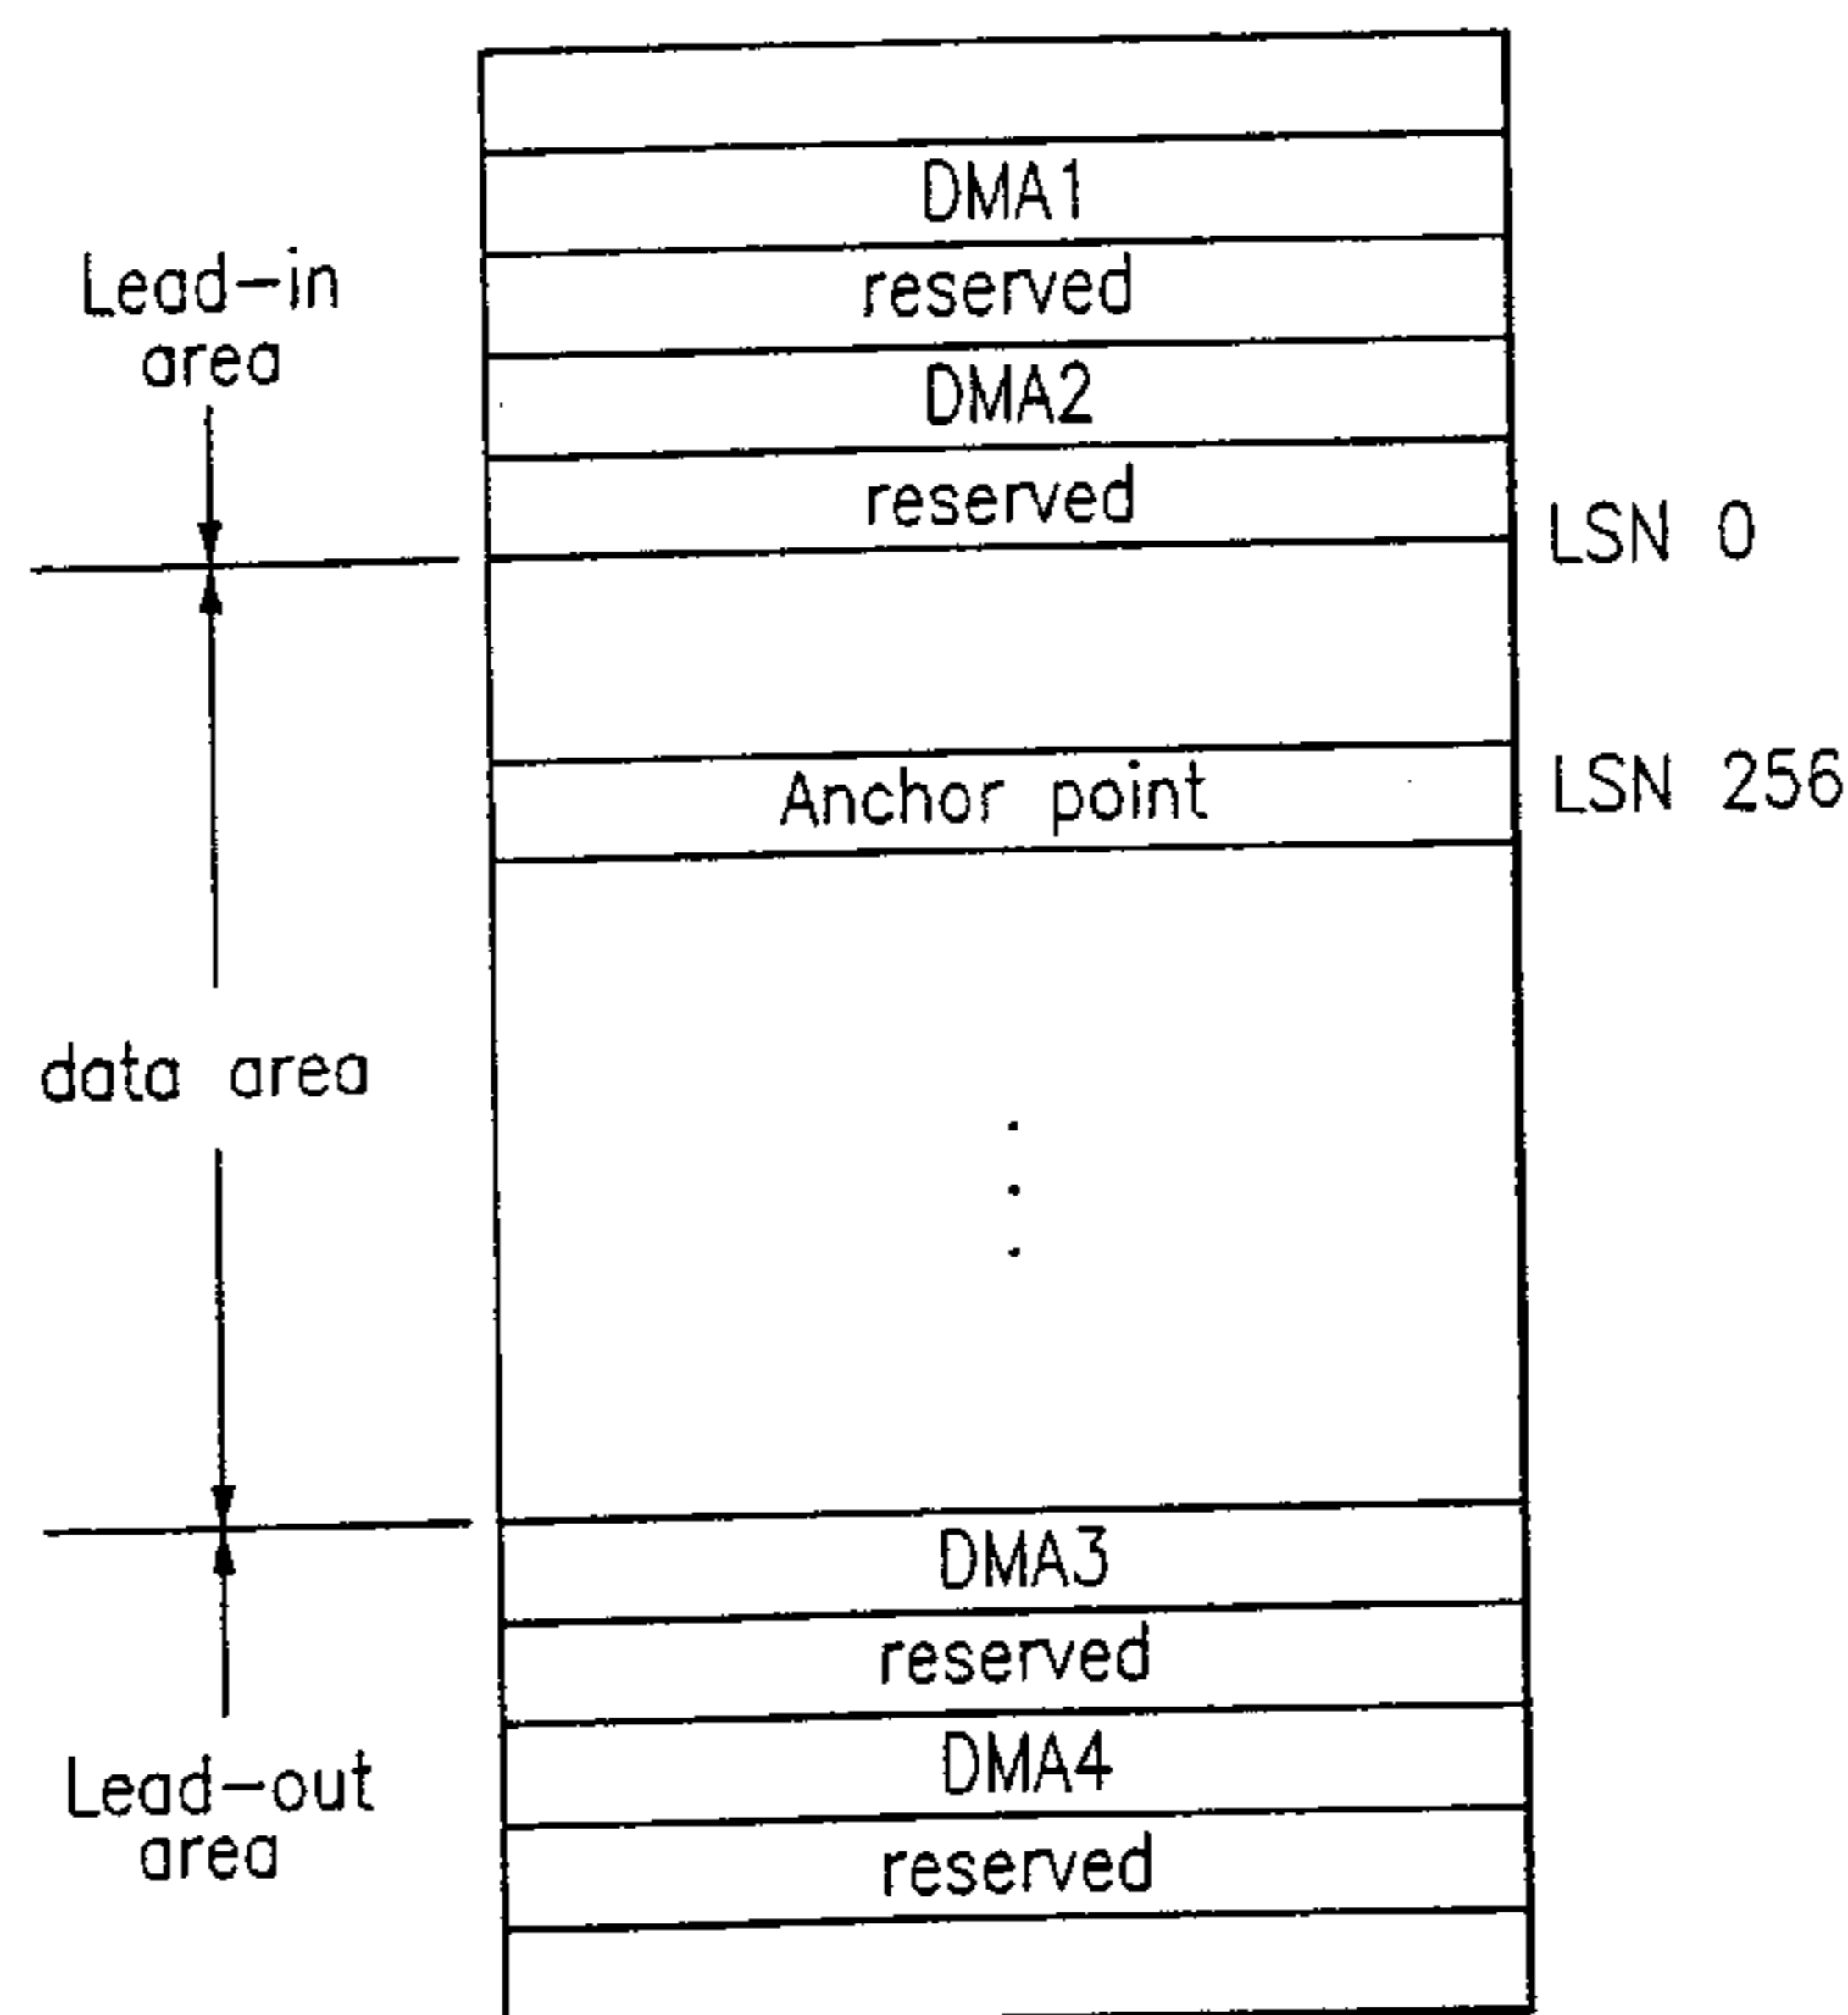 DMA1
Lead-in
area
reserved
DMA2
reserved
LSN 0
Anchor point
LSN 256
data area
DMA3
reserved
DMA4
Lead-out
area
reserved